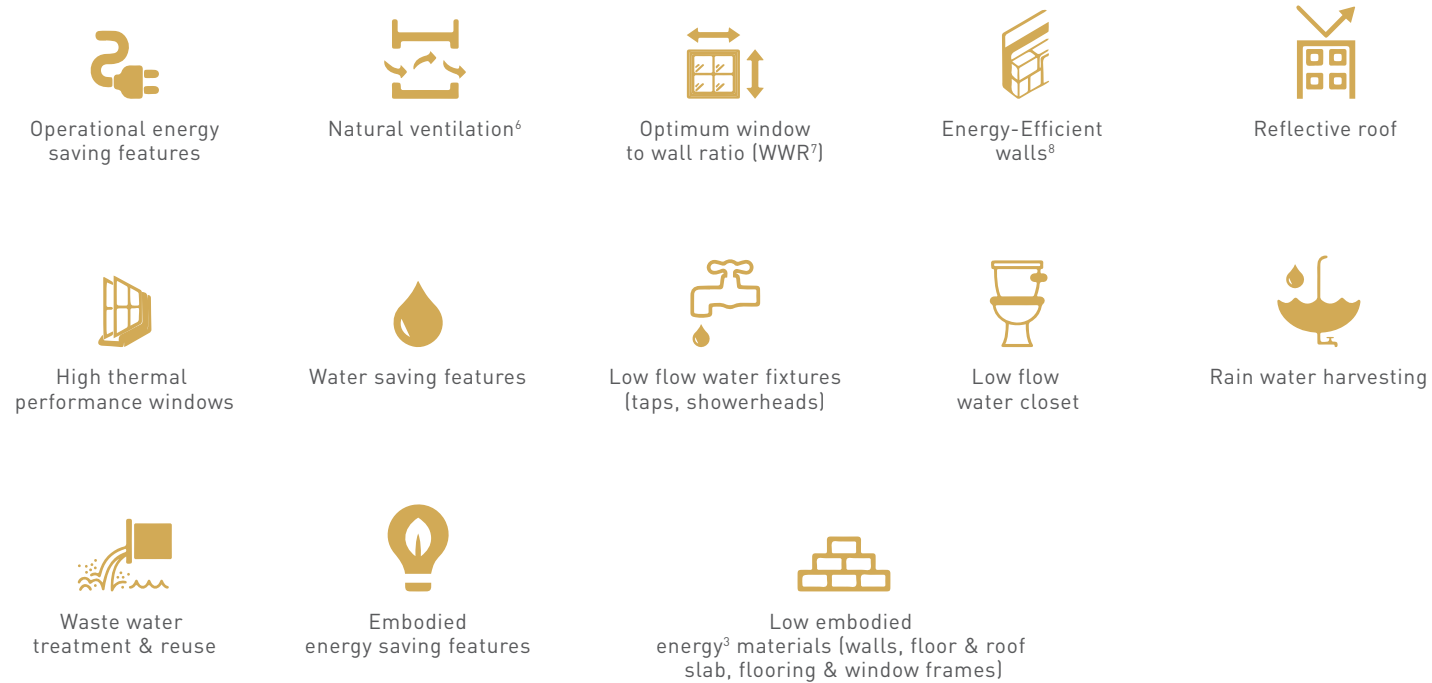 Operational energy
saving features
Natural ventilation⁶
Optimum window
to wall ratio (WWR⁷)
Energy-Efficient
walls⁸
Reflective roof
High thermal
performance windows
Water saving features
Low flow water fixtures
(taps, showerheads)
Low flow
water closet
Rain water harvesting
Waste water
treatment & reuse
Embodied
energy saving features
Low embodied
energy³ materials (walls, floor & roof
slab, flooring & window frames)